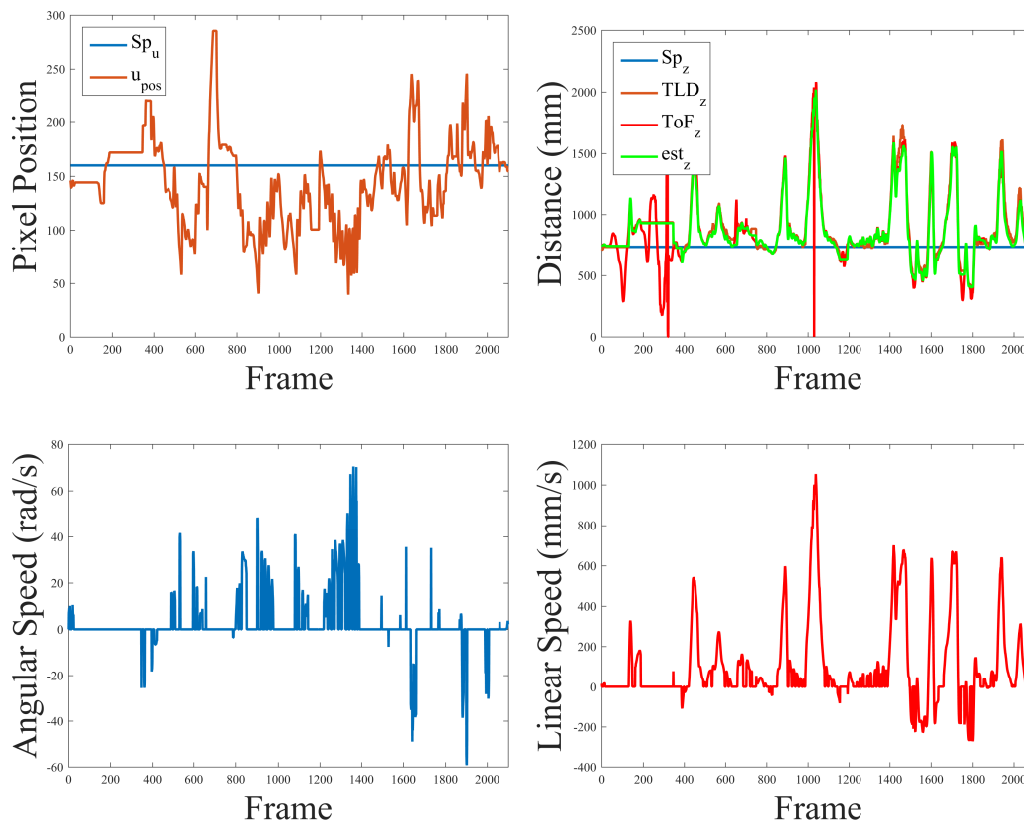 300
250
200
150
100
50
0
0 200 400 600 800 1000 1200 1400 1600 1800 2000
Pixel Position
Frame
Sp_u
u_pos
2500
2000
1500
1000
500
0
0 200 400 600 800 1000 1200 1400 1600 1800 2000
Distance (mm)
Frame
Sp_z
TLD_z
ToF_z
est_z
80
60
40
20
0
-20
-40
-60
0 200 400 600 800 1000 1200 1400 1600 1800 2000
Angular Speed (rad/s)
Frame
1200
1000
800
600
400
200
0
-200
-400
0 200 400 600 800 1000 1200 1400 1600 1800 2000
Linear Speed (mm/s)
Frame